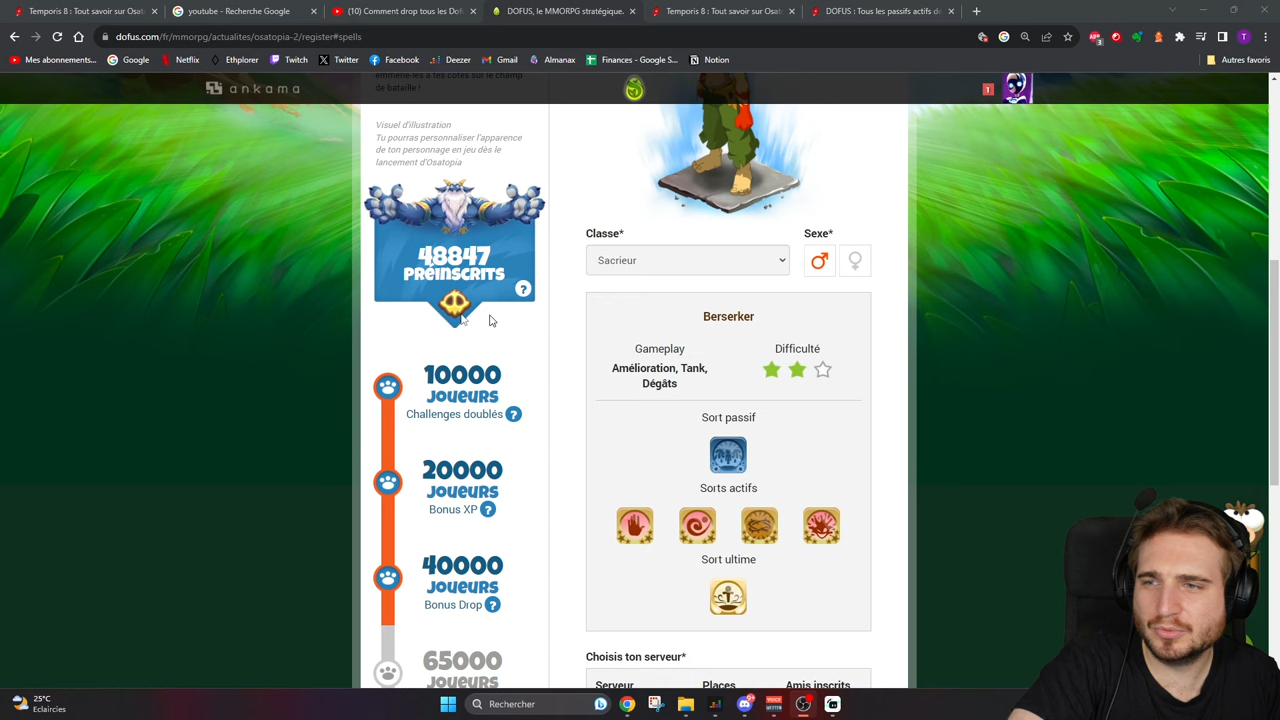 Temporis 8 : Tout savoir sur Osat
youtube - Recherche Google
(10) Comment drop tous les Dof
DOFUS, le MMORPG stratégique.
Temporis 8 : Tout savoir sur Osat
DOFUS : Tous les passifs actifs d
dofus.com/fr/mmorpg/actualites/osatopia-2/register#spells
Mes abonnements...
Google
Netflix
Ethplorer
Twitch
Twitter
Facebook
Deezer
Gmail
Almanax
Finances - Google S...
Notion
Autres favoris
ankama
1
de bataille !
Visuel d'illustration
Tu pourras personnaliser l'apparence
de ton personnage en jeu dès le
lancement d'Osatopia
48847
PRÉINSCRITS
?
10000
JOUEURS
Challenges doublés ?
20000
JOUEURS
Bonus XP ?
40000
JOUEURS
Bonus Drop ?
65000
JOUEURS
Classe*
Sexe*
Sacrieur
Berserker
Gameplay
Difficulté
Amélioration, Tank,
Dégâts
Sort passif
Sorts actifs
Sort ultime
Choisis ton serveur*
Serveur
Places
Amis inscrits
25°C
Eclaircies
Rechercher